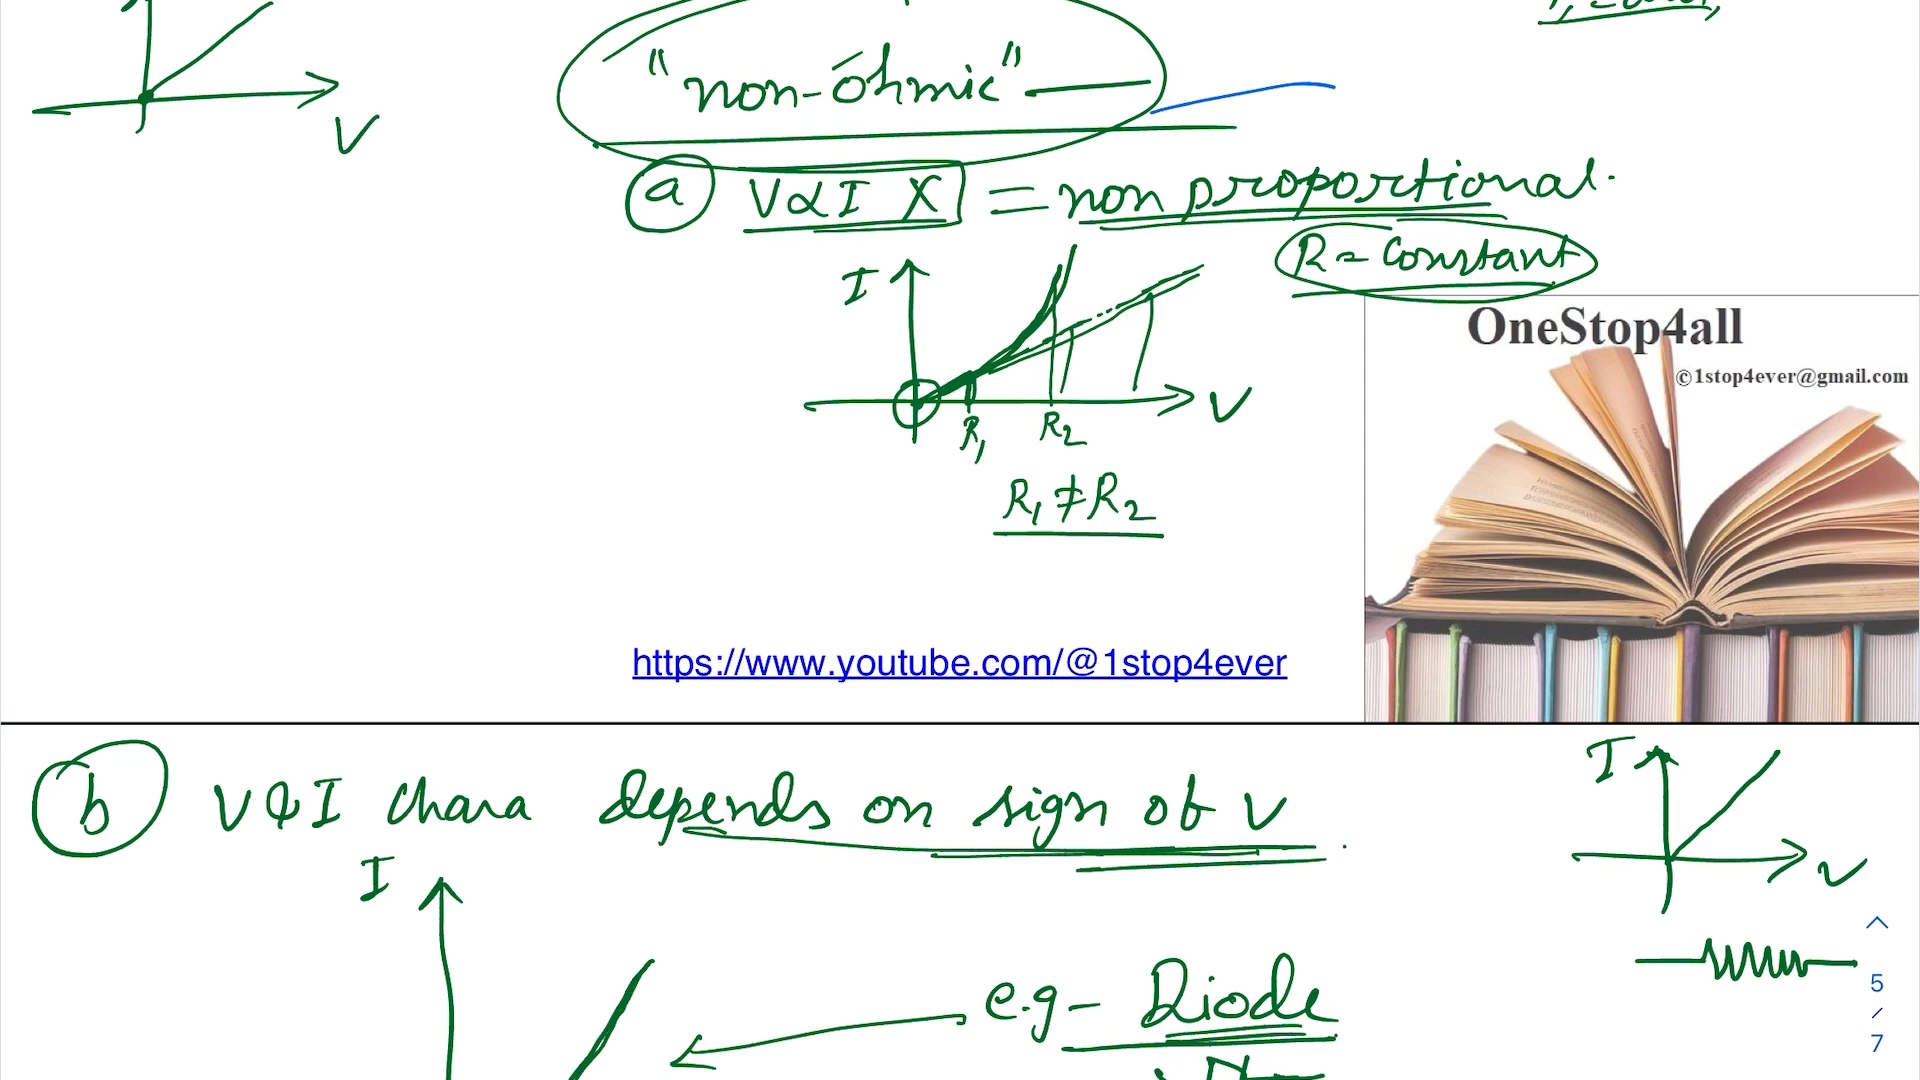 V
"non-ohmic"
(a) V∝I X = non proportional.
R = Constant
I
V
R₁ R₂
R₁ ≠ R₂
OneStop4all
©1stop4ever@gmail.com
https://www.youtube.com/@1stop4ever
(b) V & I chara depends on sign of V
I
V
I
e.g- Diode
5
/
7